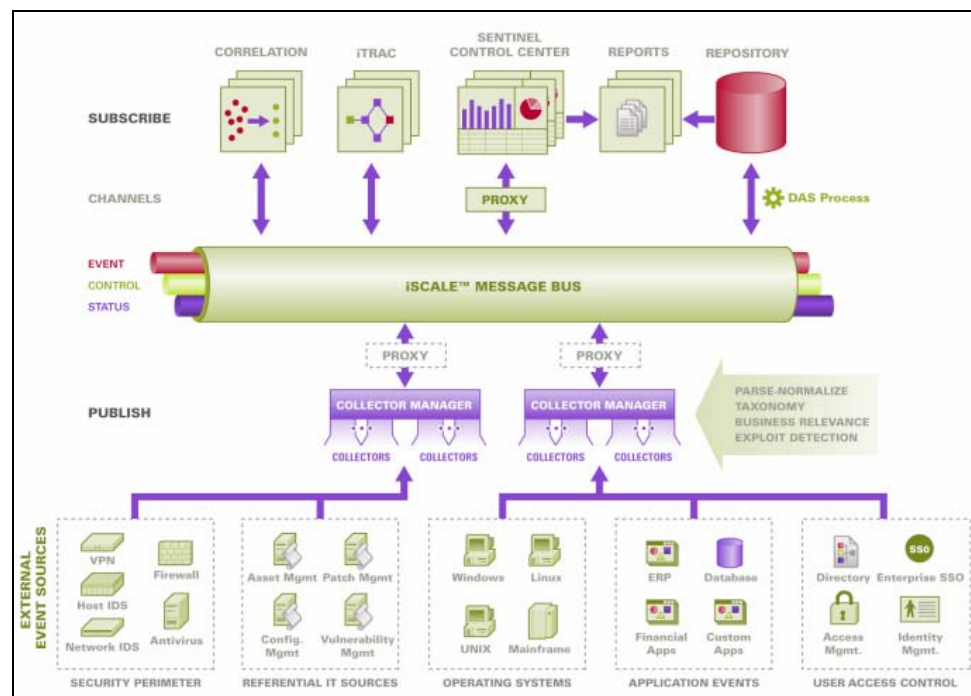 CORRELATION
iTRAC
SENTINEL
CONTROL CENTER
REPORTS
REPOSITORY
SUBSCRIBE
CHANNELS
PROXY
DAS Process
EVENT
CONTROL
STATUS
iSCALE™ MESSAGE BUS
PROXY
PROXY
PUBLISH
COLLECTOR MANAGER
COLLECTORS
COLLECTORS
COLLECTOR MANAGER
COLLECTORS
COLLECTORS
PARSE-NORMALIZE
TAXONOMY
BUSINESS RELEVANCE
EXPLOIT DETECTION
EXTERNAL
EVENT SOURCES
VPN
Firewall
Host IDS
Network IDS
Antivirus
SECURITY PERIMETER
Asset Mgmt
Patch Mgmt
Config.
Mgmt
Vulnerability
Mgmt
REFERENTIAL IT SOURCES
Windows
Linux
UNIX
Mainframe
OPERATING SYSTEMS
ERP
Database
Financial
Apps
Custom
Apps
APPLICATION EVENTS
SSO
Directory
Enterprise SSO
Access
Mgmt.
Identity
Mgmt.
USER ACCESS CONTROL